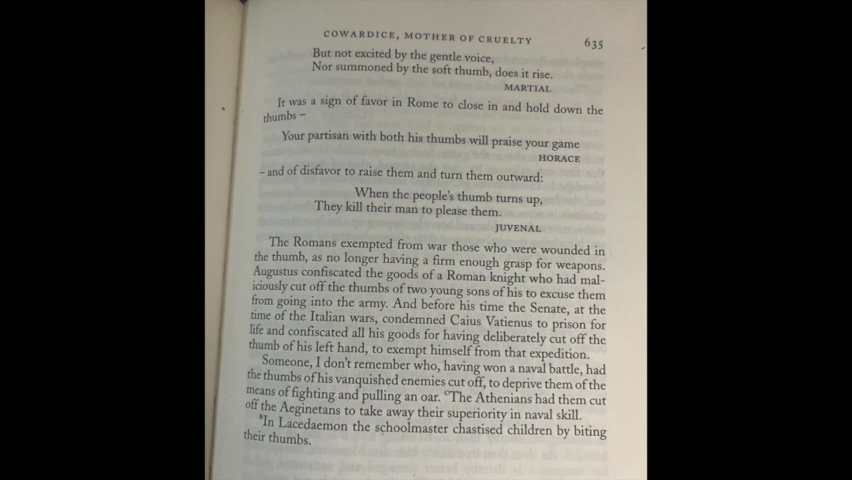 COWARDICE, MOTHER OF CRUELTY 635
But not excited by the gentle voice,
Nor summoned by the soft thumb, does it rise.
MARTIAL
It was a sign of favor in Rome to close in and hold down the
thumbs –
Your partisan with both his thumbs will praise your game
HORACE
– and of disfavor to raise them and turn them outward:
When the people's thumb turns up,
They kill their man to please them.
JUVENAL
The Romans exempted from war those who were wounded in
the thumb, as no longer having a firm enough grasp for weapons.
Augustus confiscated the goods of a Roman knight who had mal-
iciously cut off the thumbs of two young sons of his to excuse them
from going into the army. And before his time the Senate, at the
time of the Italian wars, condemned Caius Vatienus to prison for
life and confiscated all his goods for having deliberately cut off the
thumb of his left hand, to exempt himself from that expedition.
Someone, I don't remember who, having won a naval battle, had
the thumbs of his vanquished enemies cut off, to deprive them of the
means of fighting and pulling an oar. ᶜThe Athenians had them cut
off the Aeginetans to take away their superiority in naval skill.
ᴮIn Lacedaemon the schoolmaster chastised children by biting
their thumbs.